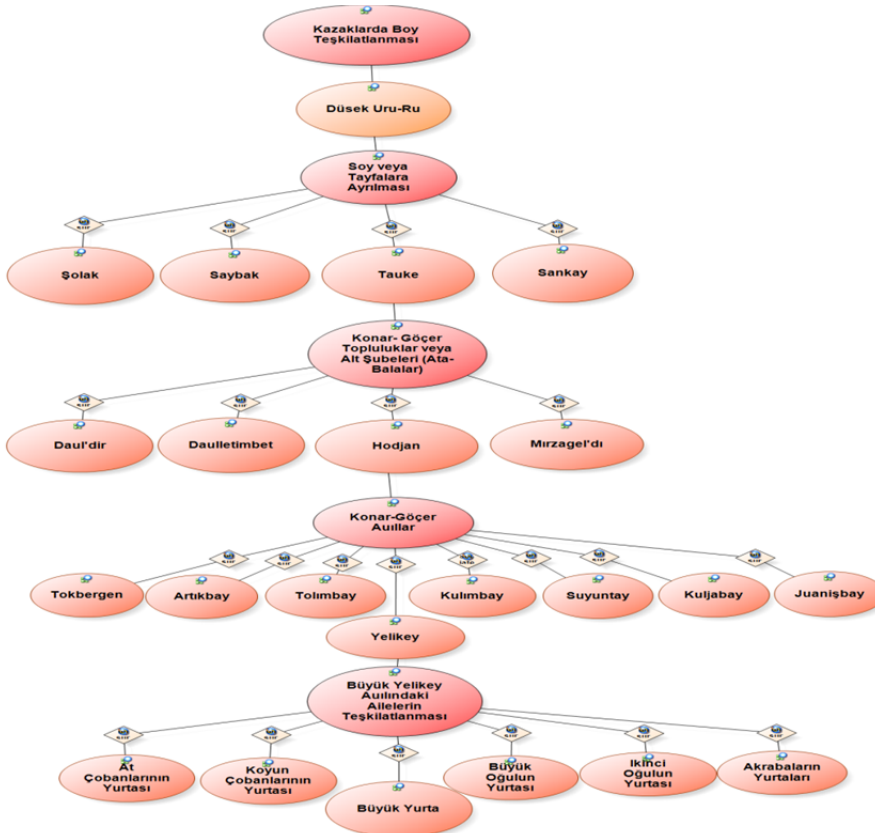 Kazaklarda Boy
Teşkilatlanması
Düsek Uru-Ru
Soy veya
Tayfalara
Ayrılması
Şolak
Saybak
Tauke
Sankay
Konar- Göçer
Topluluklar veya
Alt Şubeleri (Ata-
Balalar)
Daul'dir
Daulletimbet
Hodjan
Mırzagel'dı
Konar-Göçer
Auıllar
Tokbergen
Artıkbay
Tolımbay
Kulımbay
Suyuntay
Kuljabay
Juanişbay
Yelikey
Büyük Yelikey
Auılındaki
Ailelerin
Teşkilatlanması
At
Çobanlarının
Yurtası
Koyun
Çobanlarının
Yurtası
Büyük Yurta
Büyük
Oğulun
Yurtası
Ikinci
Oğulun
Yurtası
Akrabaların
Yurtaları